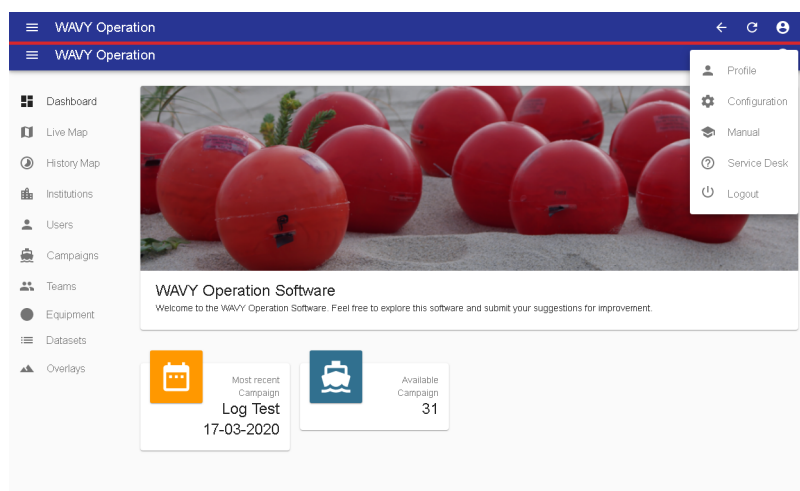 WAVY Operation
WAVY Operation
Profile
Configuration
Manual
Service Desk
Logout
Dashboard
Live Map
History Map
Institutions
Users
Campaigns
Teams
Equipment
Datasets
Overlays
WAVY Operation Software
Welcome to the WAVY Operation Software. Feel free to explore this software and submit your suggestions for improvement.
Most recent
Campaign
Log Test
17-03-2020
Available
Campaign
31